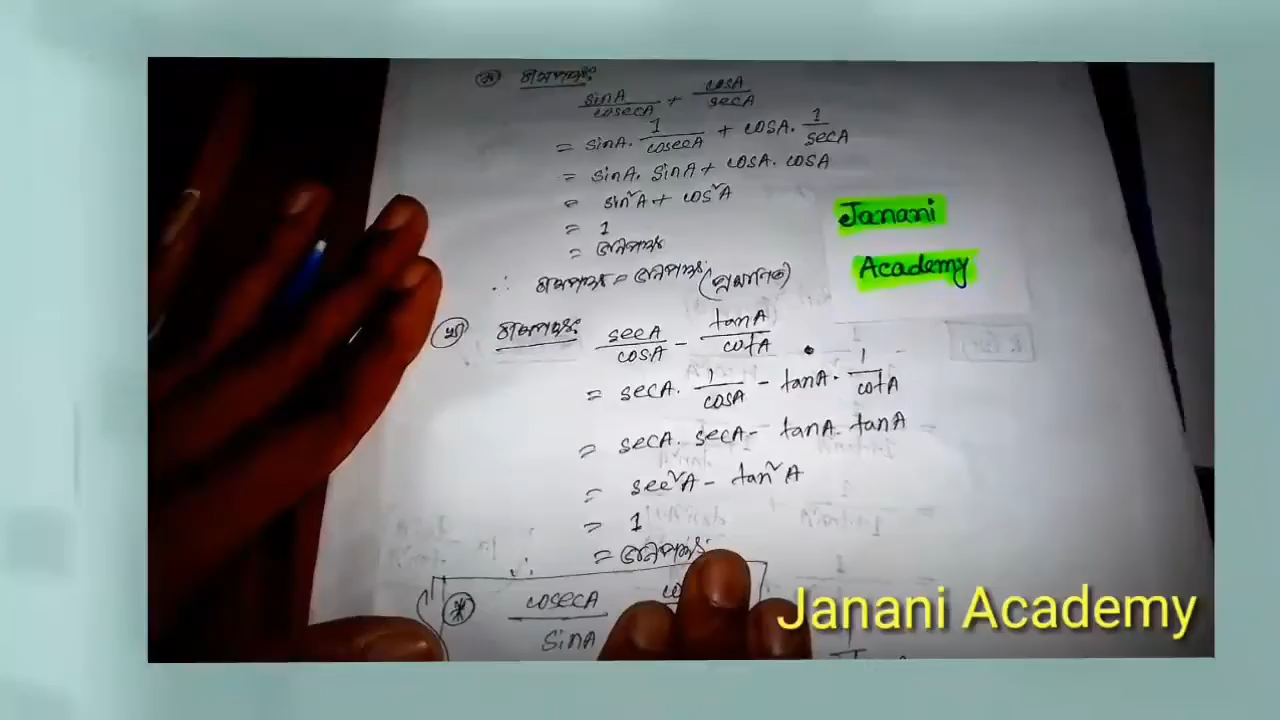 (ক) বামপক্ষঃ
sinA/cosecA + cosA/secA
= sinA. 1/cosecA + cosA. 1/secA
= sinA. sinA + cosA. cosA
= sin²A + cos²A
= 1
= ডানপক্ষ
∴ বামপক্ষ = ডানপক্ষ (প্রমাণিত)
Janani
Academy
(খ) বামপক্ষঃ secA/cosA - tanA/cotA
= secA. 1/cosA - tanA. 1/cotA
= secA. secA - tanA. tanA
= sec²A - tan²A
= 1
= ডানপক্ষঃ
* cosecA/sinA
Janani Academy